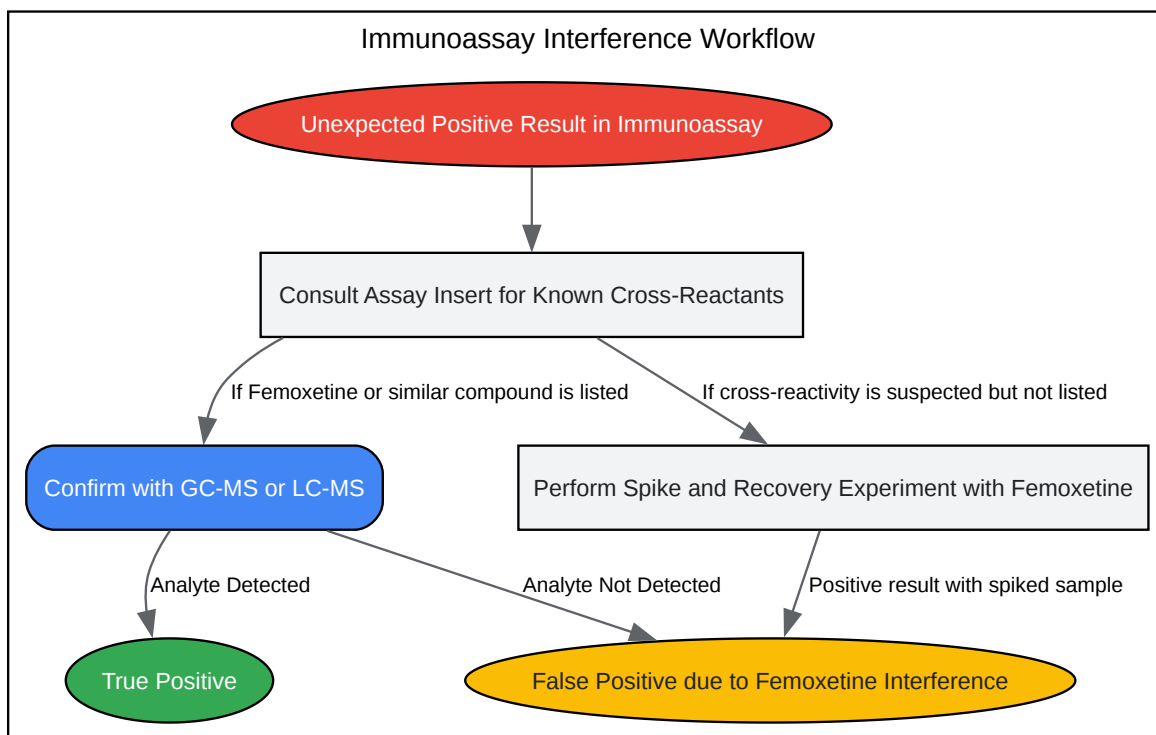 Immunoassay Interference Workflow
Unexpected Positive Result in Immunoassay
Consult Assay Insert for Known Cross-Reactants
If Femoxetine or similar compound is listed
If cross-reactivity is suspected but not listed
Confirm with GC-MS or LC-MS
Perform Spike and Recovery Experiment with Femoxetine
Analyte Detected
Analyte Not Detected
Positive result with spiked sample
True Positive
False Positive due to Femoxetine Interference